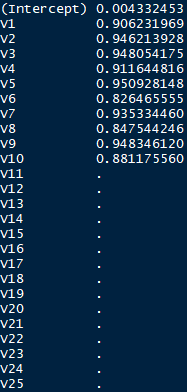 (Intercept) 0.004332453
V1 0.906231969
V2 0.946213928
V3 0.948054175
V4 0.911644816
V5 0.950928148
V6 0.826465555
V7 0.935334460
V8 0.847544246
V9 0.948346120
V10 0.881175560
V11 .
V12 .
V13 .
V14 .
V15 .
V16 .
V17 .
V18 .
V19 .
V20 .
V21 .
V22 .
V23 .
V24 .
V25 .